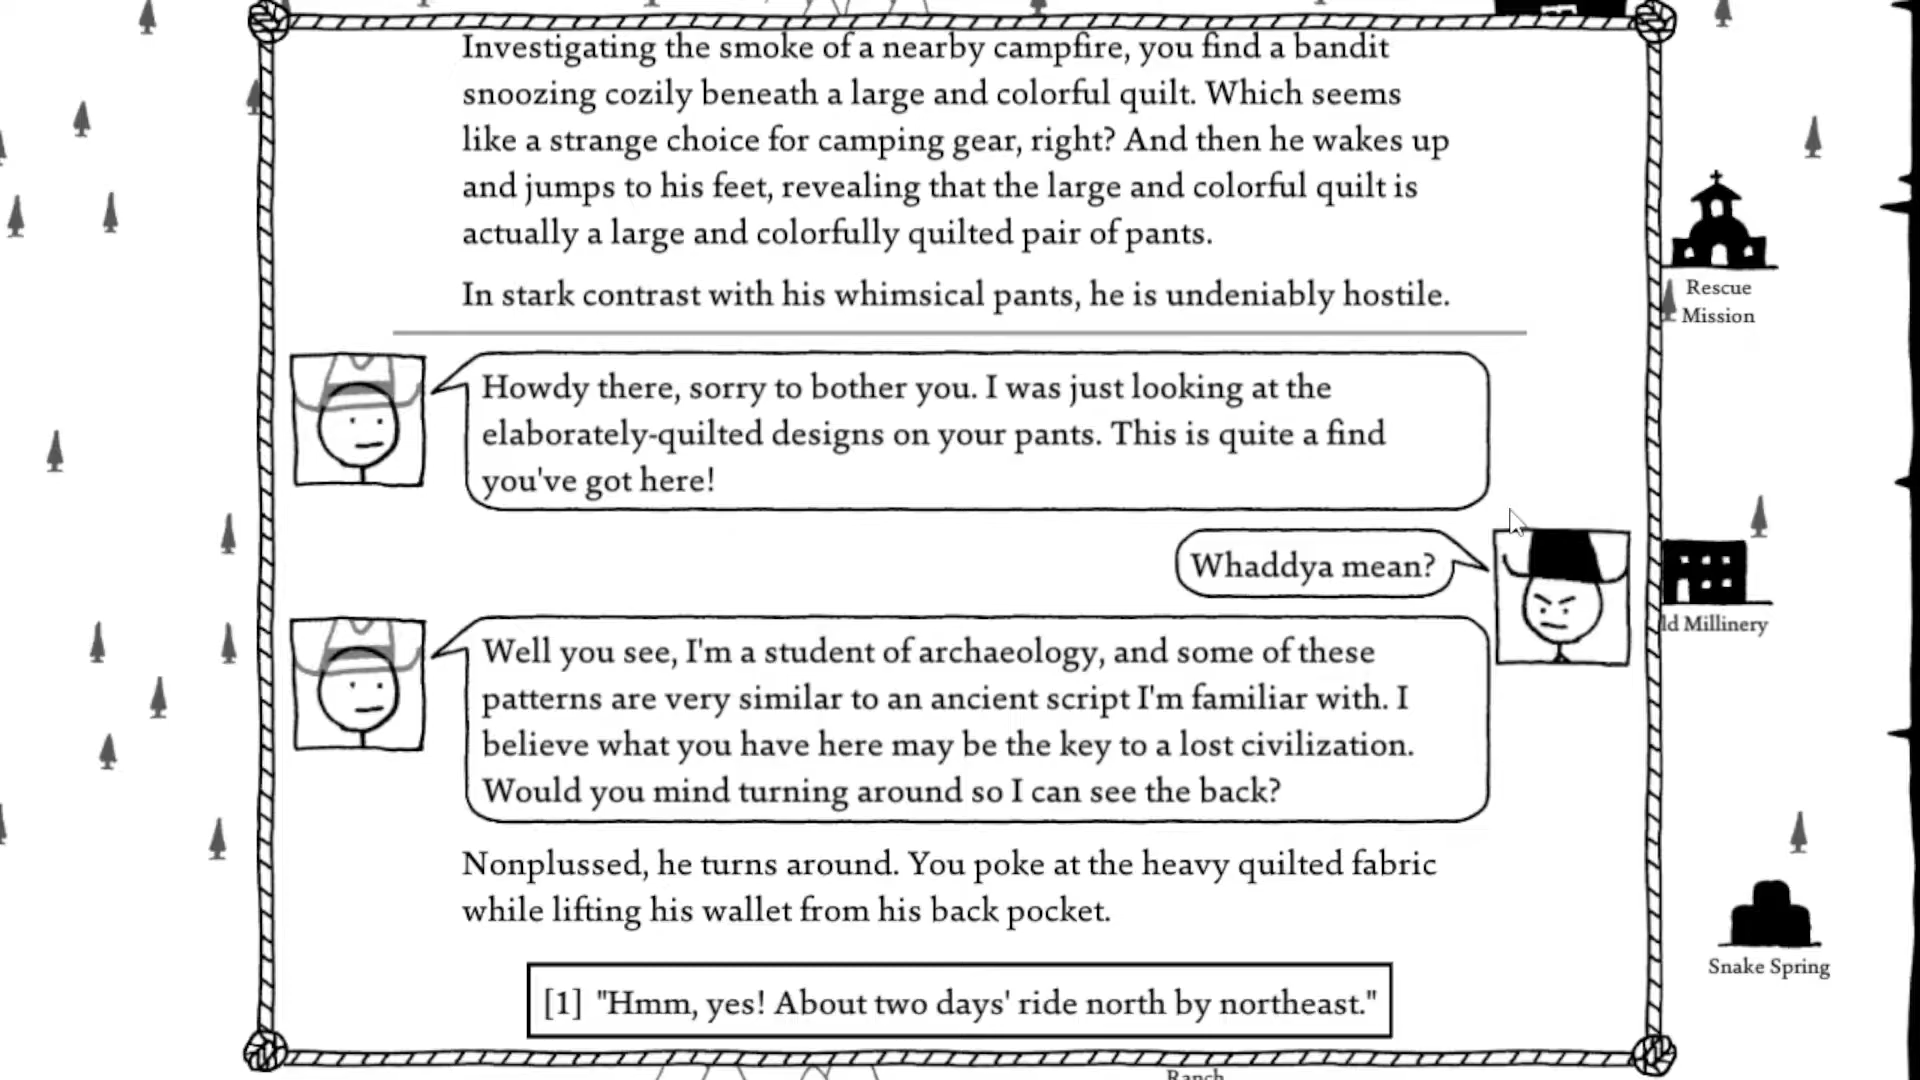 Investigating the smoke of a nearby campfire, you find a bandit
snoozing cozily beneath a large and colorful quilt. Which seems
like a strange choice for camping gear, right? And then he wakes up
and jumps to his feet, revealing that the large and colorful quilt is
actually a large and colorfully quilted pair of pants.
In stark contrast with his whimsical pants, he is undeniably hostile.
Rescue
Mission
Howdy there, sorry to bother you. I was just looking at the
elaborately-quilted designs on your pants. This is quite a find
you've got here!
Whaddya mean?
ld Millinery
Well you see, I'm a student of archaeology, and some of these
patterns are very similar to an ancient script I'm familiar with. I
believe what you have here may be the key to a lost civilization.
Would you mind turning around so I can see the back?
Nonplussed, he turns around. You poke at the heavy quilted fabric
while lifting his wallet from his back pocket.
Snake Spring
[1] "Hmm, yes! About two days' ride north by northeast."
Ranch